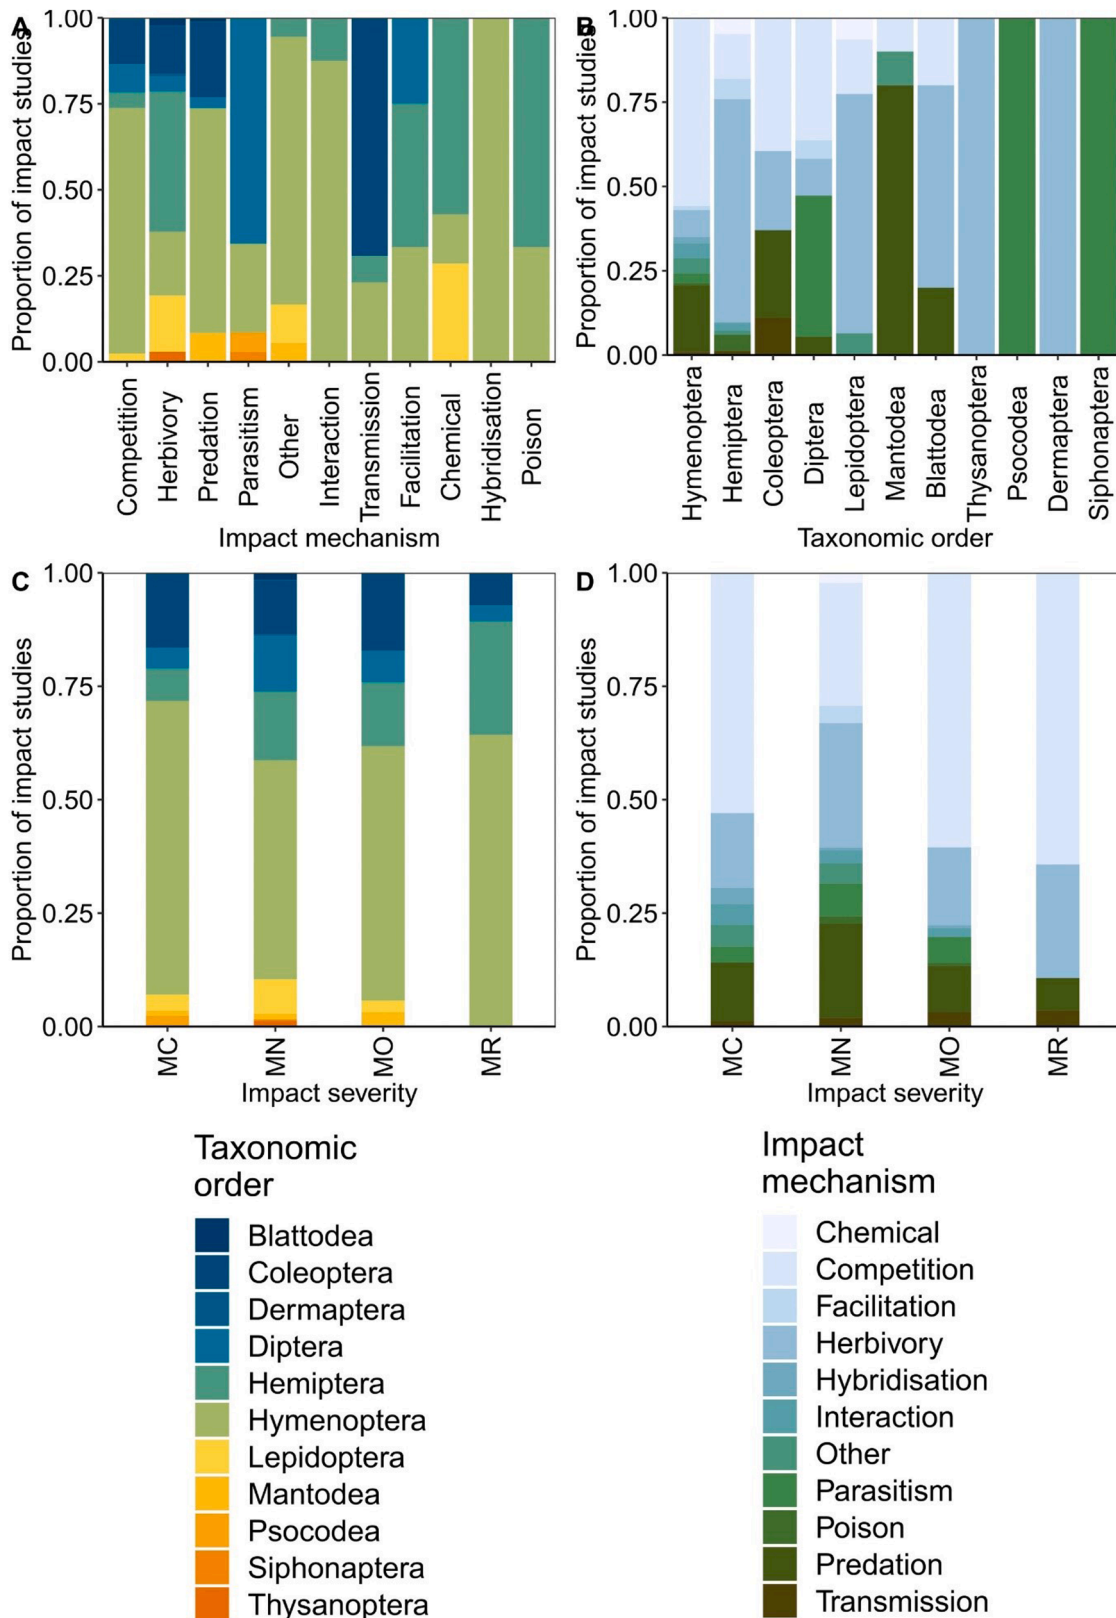 A
Proportion of impact studies
1.00
0.75
0.50
0.25
0.00
Competition
Herbivory
Predation
Parasitism
Other
Interaction
Transmission
Facilitation
Chemical
Hybridisation
Poison
Impact mechanism
B
Proportion of impact studies
1.00
0.75
0.50
0.25
0.00
Hymenoptera
Hemiptera
Coleoptera
Diptera
Lepidoptera
Mantodea
Blattodea
Thysanoptera
Psocodea
Dermaptera
Siphonaptera
Taxonomic order
C
Proportion of impact studies
1.00
0.75
0.50
0.25
0.00
MC
MN
MO
MR
Impact severity
D
Proportion of impact studies
1.00
0.75
0.50
0.25
0.00
MC
MN
MO
MR
Impact severity
Taxonomic
order
Blattodea
Coleoptera
Dermaptera
Diptera
Hemiptera
Hymenoptera
Lepidoptera
Mantodea
Psocodea
Siphonaptera
Thysanoptera
Impact
mechanism
Chemical
Competition
Facilitation
Herbivory
Hybridisation
Interaction
Other
Parasitism
Poison
Predation
Transmission